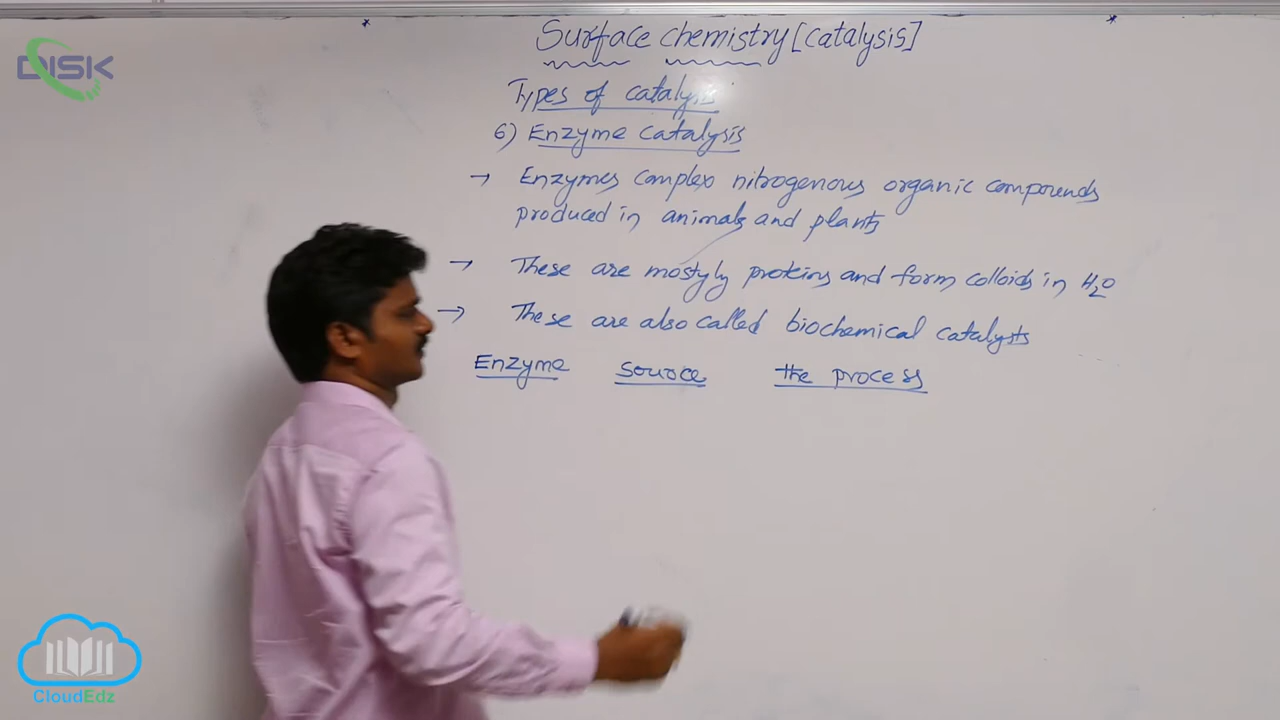 DISK
Surface chemistry [catalysis]
Types of catalysis
6) Enzyme catalysis
→ Enzymes complex nitrogenous organic compounds
produced in animals and plants
→ These are mostyly proteins and form colloids in H2O
→ These are also called biochemical catalysts
Enzyme source the process
CloudEdz